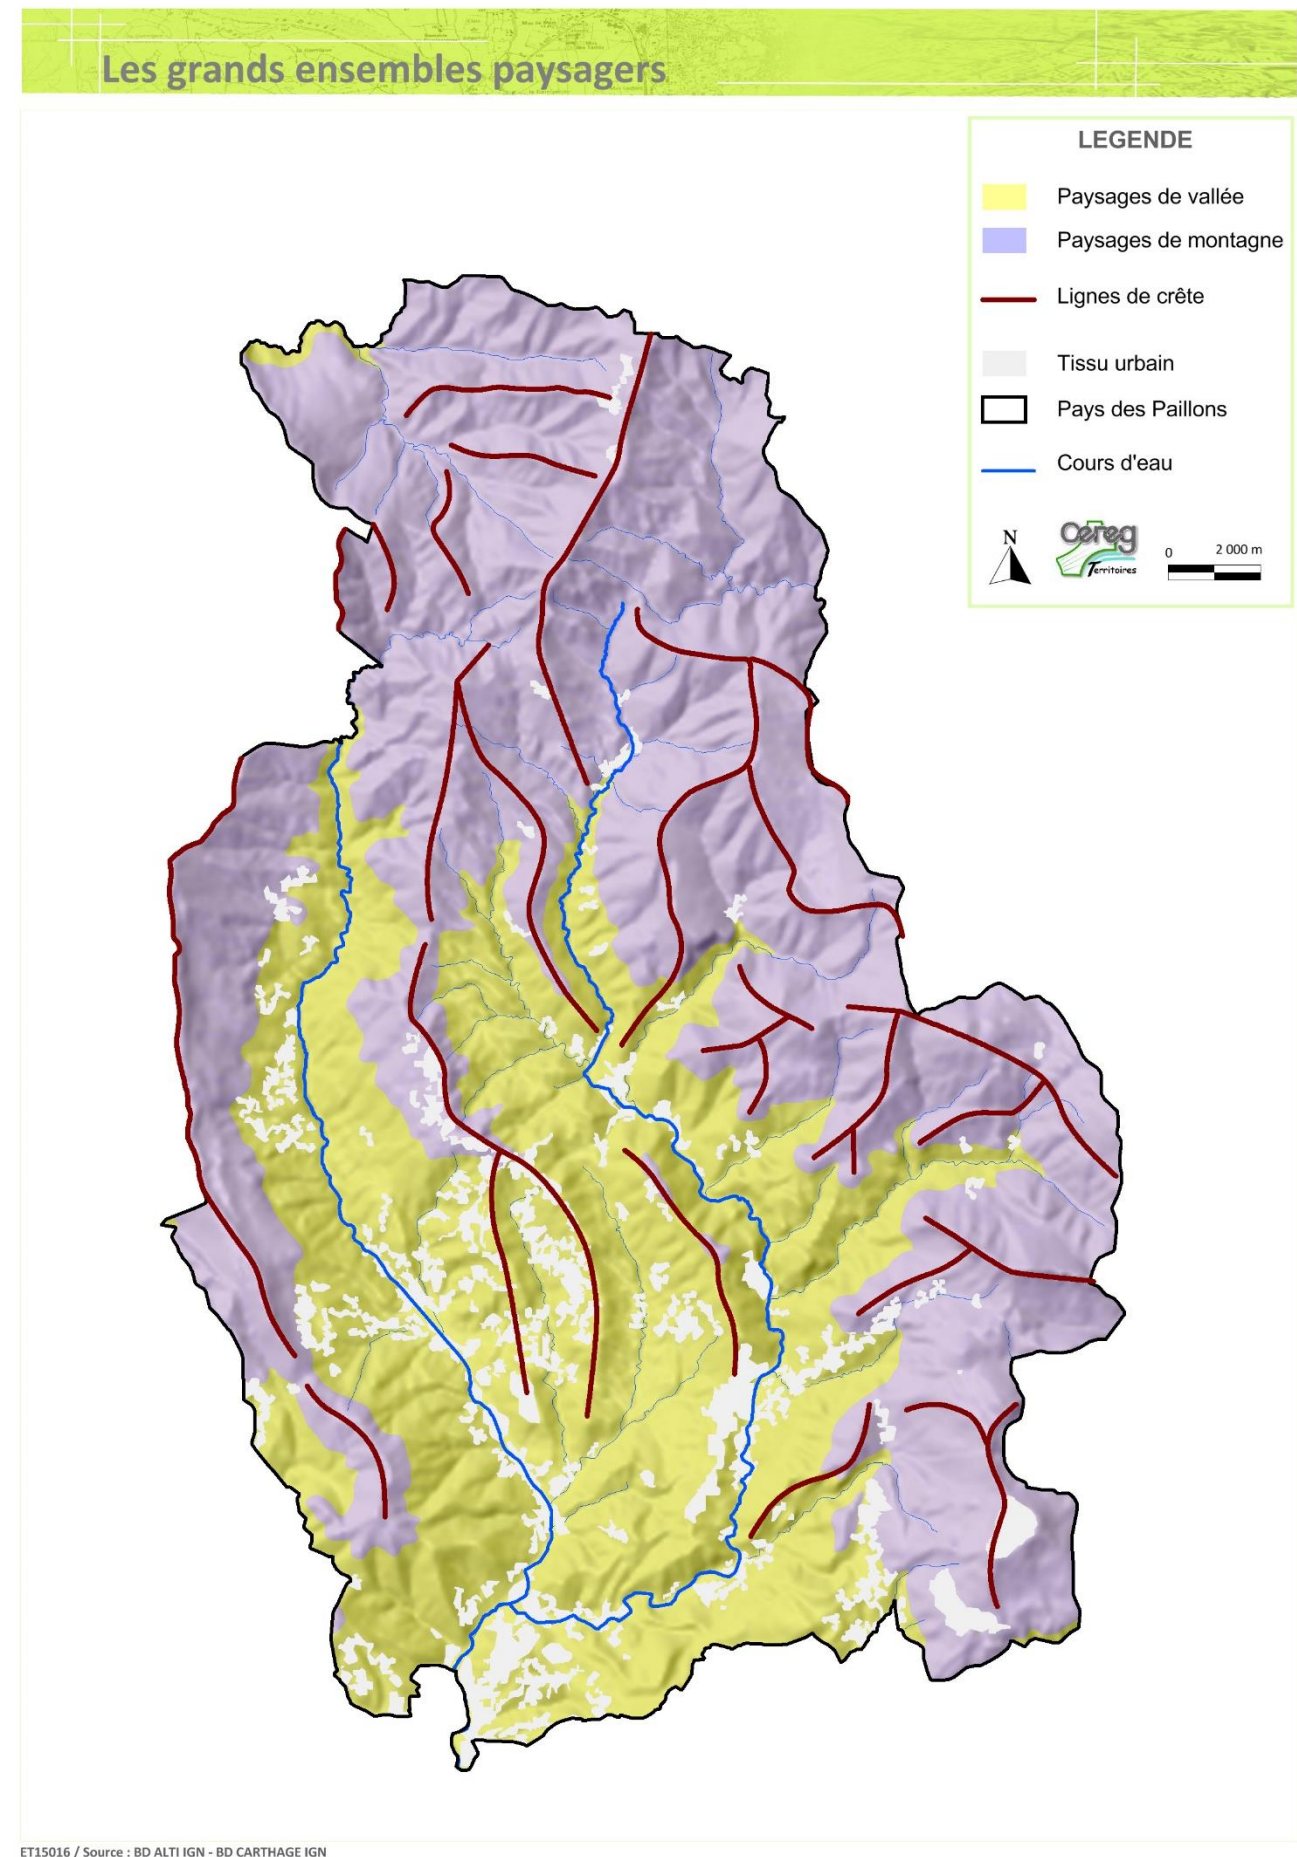 Les grands ensembles paysagers
LEGENDE
Paysages de vallée
Paysages de montagne
Lignes de crête
Tissu urbain
Pays des Paillons
Cours d'eau
N
Cereg
Territoires
0 2 000 m
ET15016 / Source : BD ALTI IGN - BD CARTHAGE IGN